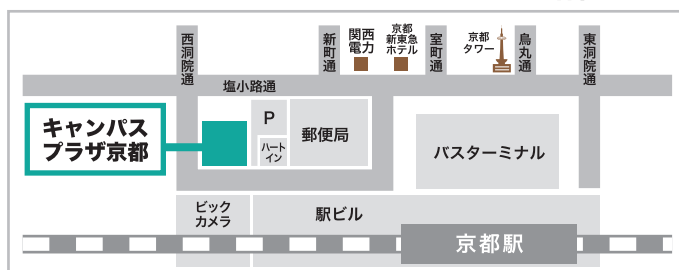 西洞院通
新町通
関西
電力
京都
新東急
ホテル
室町通
京都
タワー
烏丸通
東洞院通
塩小路通
キャンパス
プラザ京都
P
ハート
イン
郵便局
バスターミナル
ビック
カメラ
駅ビル
京都駅